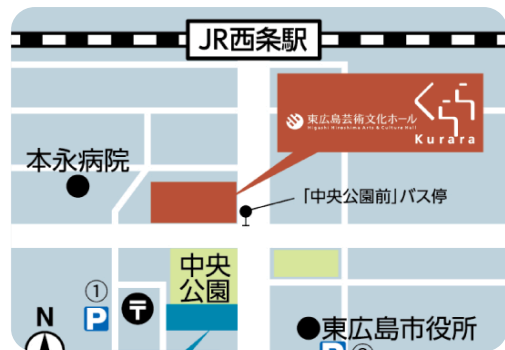 JR西条駅
東広島芸術文化ホール
Higashi Hiroshima Arts & Culture Hall
くらら
Kurara
本永病院
「中央公園前」バス停
中央
公園
①
P
〒
N
東広島市役所
P